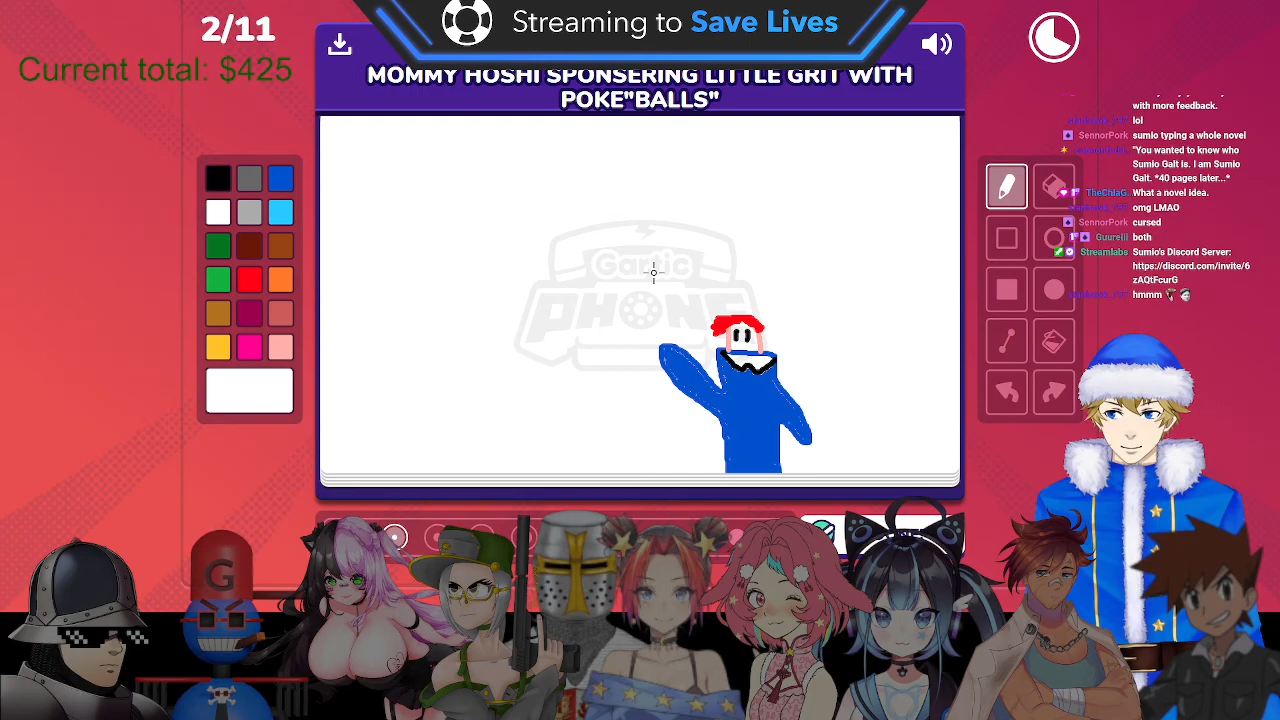 2/11
Streaming to Save Lives
Current total: $425
MOMMY HOSHI SPONSERING LITTLE GRIT WITH
POKE"BALLS"
Gartic
PHONE
with more feedback.
lol
SennorPork sumio typing a whole novel
"You wanted to know who
Sumio Galt is. I am Sumio
Galt. *40 pages later...*
TheChiaG.. What a novel idea.
omg LMAO
SennorPork cursed
Guurelll both
Streamlabs Sumio's Discord Server:
https://discord.com/invite/6
zAQtFcurG
hmmm
G